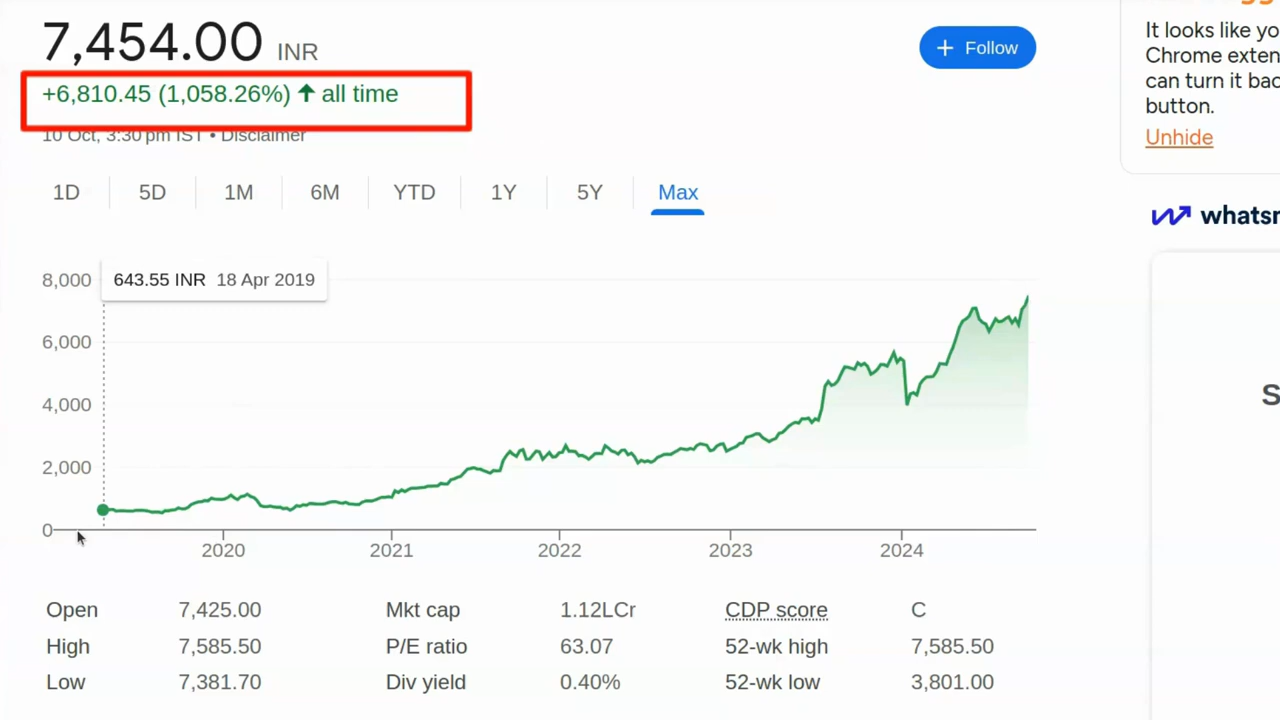 7,454.00 INR
+ Follow
+6,810.45 (1,058.26%) ↑ all time
10 Oct, 3:30 pm IST • Disclaimer
1D 5D 1M 6M YTD 1Y 5Y Max
643.55 INR 18 Apr 2019
8,000
6,000
4,000
2,000
0
2020 2021 2022 2023 2024
Open 7,425.00 Mkt cap 1.12LCr CDP score C
High 7,585.50 P/E ratio 63.07 52-wk high 7,585.50
Low 7,381.70 Div yield 0.40% 52-wk low 3,801.00
It looks like yo
Chrome exten
can turn it bac
button.
Unhide
whatsm
S